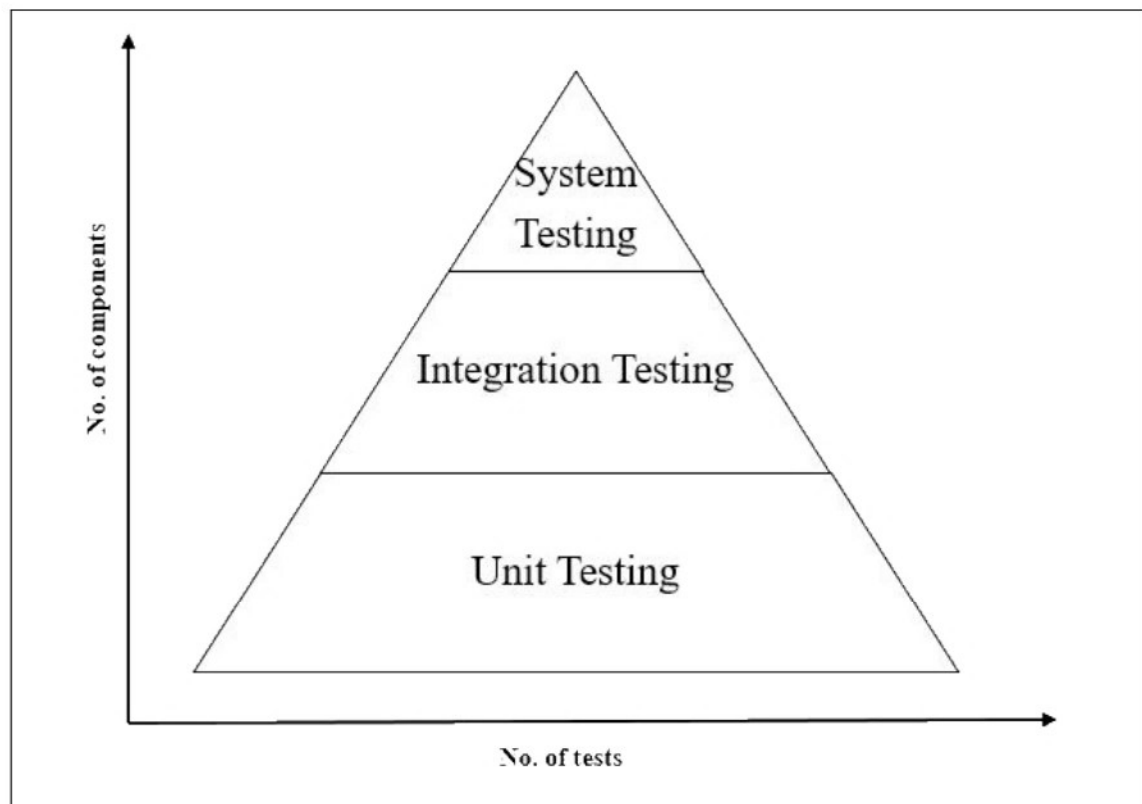 System
Testing
Integration Testing
Unit Testing
No. of components
No. of tests